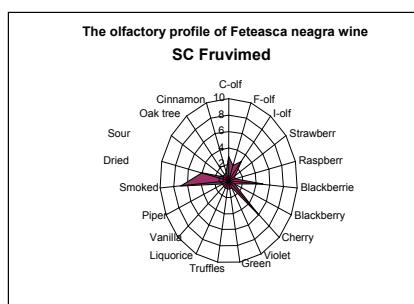 The olfactory profile of Feteasca neagra wine
SC Fruvimed
C-olf
F-olf
I-olf
Strawberr
Raspberr
Blackberrie
Blackberry
Cherry
Violet
Green
Truffles
Liquorice
Vanilla
Piper
Smoked
Dried
Sour
Oak tree
Cinnamon
10
8
6
4
2